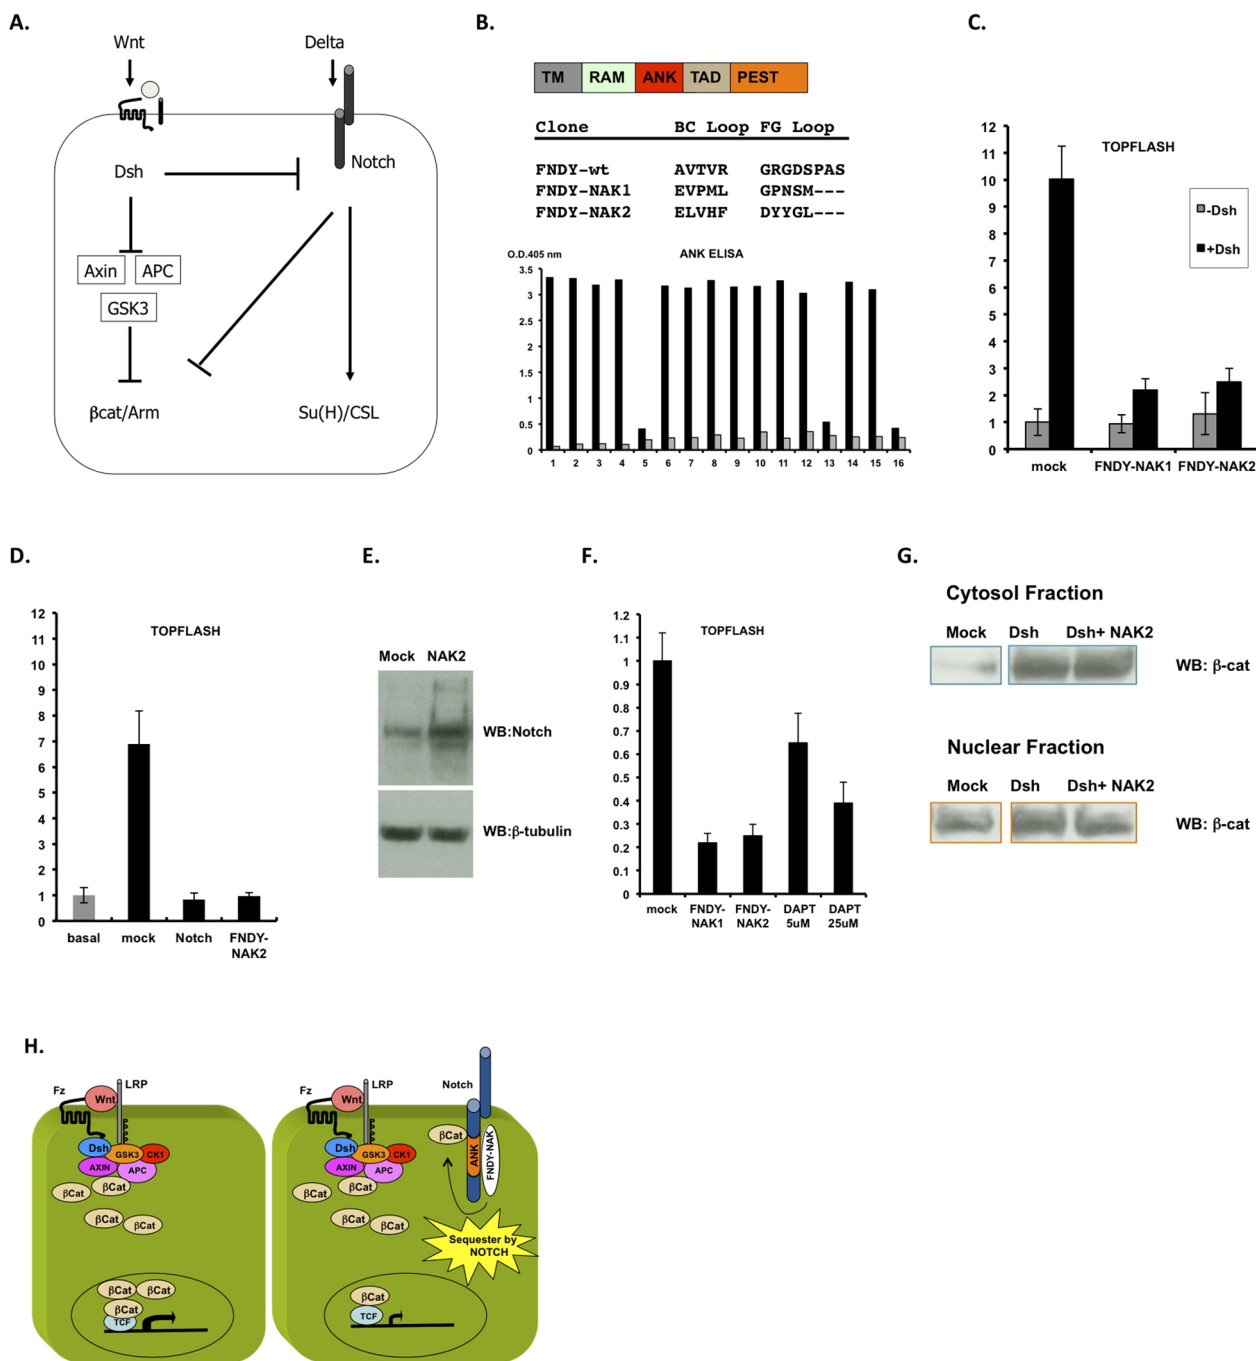 A.
Wnt
Delta
Notch
Dsh
Axin
APC
GSK3
βcat/Arm
Su(H)/CSL
B.
TM RAM ANK TAD PEST
Clone BC Loop FG Loop
FNDY-wt AVTVR GRGDSPAS
FNDY-NAK1 EVPML GPNSM---
FNDY-NAK2 ELVHF DYYGL---
O.D.405 nm
ANK ELISA
3.5
3
2.5
2
1.5
1
0.5
0
1 2 3 4 5 6 7 8 9 10 11 12 13 14 15 16
C.
TOPFLASH
12
11
10
9
8
7
6
5
4
3
2
1
0
-Dsh
+Dsh
mock FNDY-NAK1 FNDY-NAK2
D.
TOPFLASH
12
11
10
9
8
7
6
5
4
3
2
1
0
basal mock Notch FNDY-
NAK2
E.
Mock NAK2
WB:Notch
WB:β-tubulin
F.
TOPFLASH
1.2
1.1
1
0.9
0.8
0.7
0.6
0.5
0.4
0.3
0.2
0.1
0
mock FNDY- FNDY- DAPT DAPT
NAK1 NAK2 5uM 25uM
G.
Cytosol Fraction
Mock Dsh Dsh+ NAK2
WB: β-cat
Nuclear Fraction
Mock Dsh Dsh+ NAK2
WB: β-cat
H.
Fz
Wnt
LRP
Dsh
GSK3
CK1
AXIN
APC
βCat
βCat
βCat
βCat
βCat
βCat
βCat
TCF
Fz
Wnt
LRP
Notch
Dsh
GSK3
CK1
AXIN
APC
βCat
ANK
FNDY-NAK
βCat
βCat
βCat
βCat
Sequester by
NOTCH
βCat
TCF